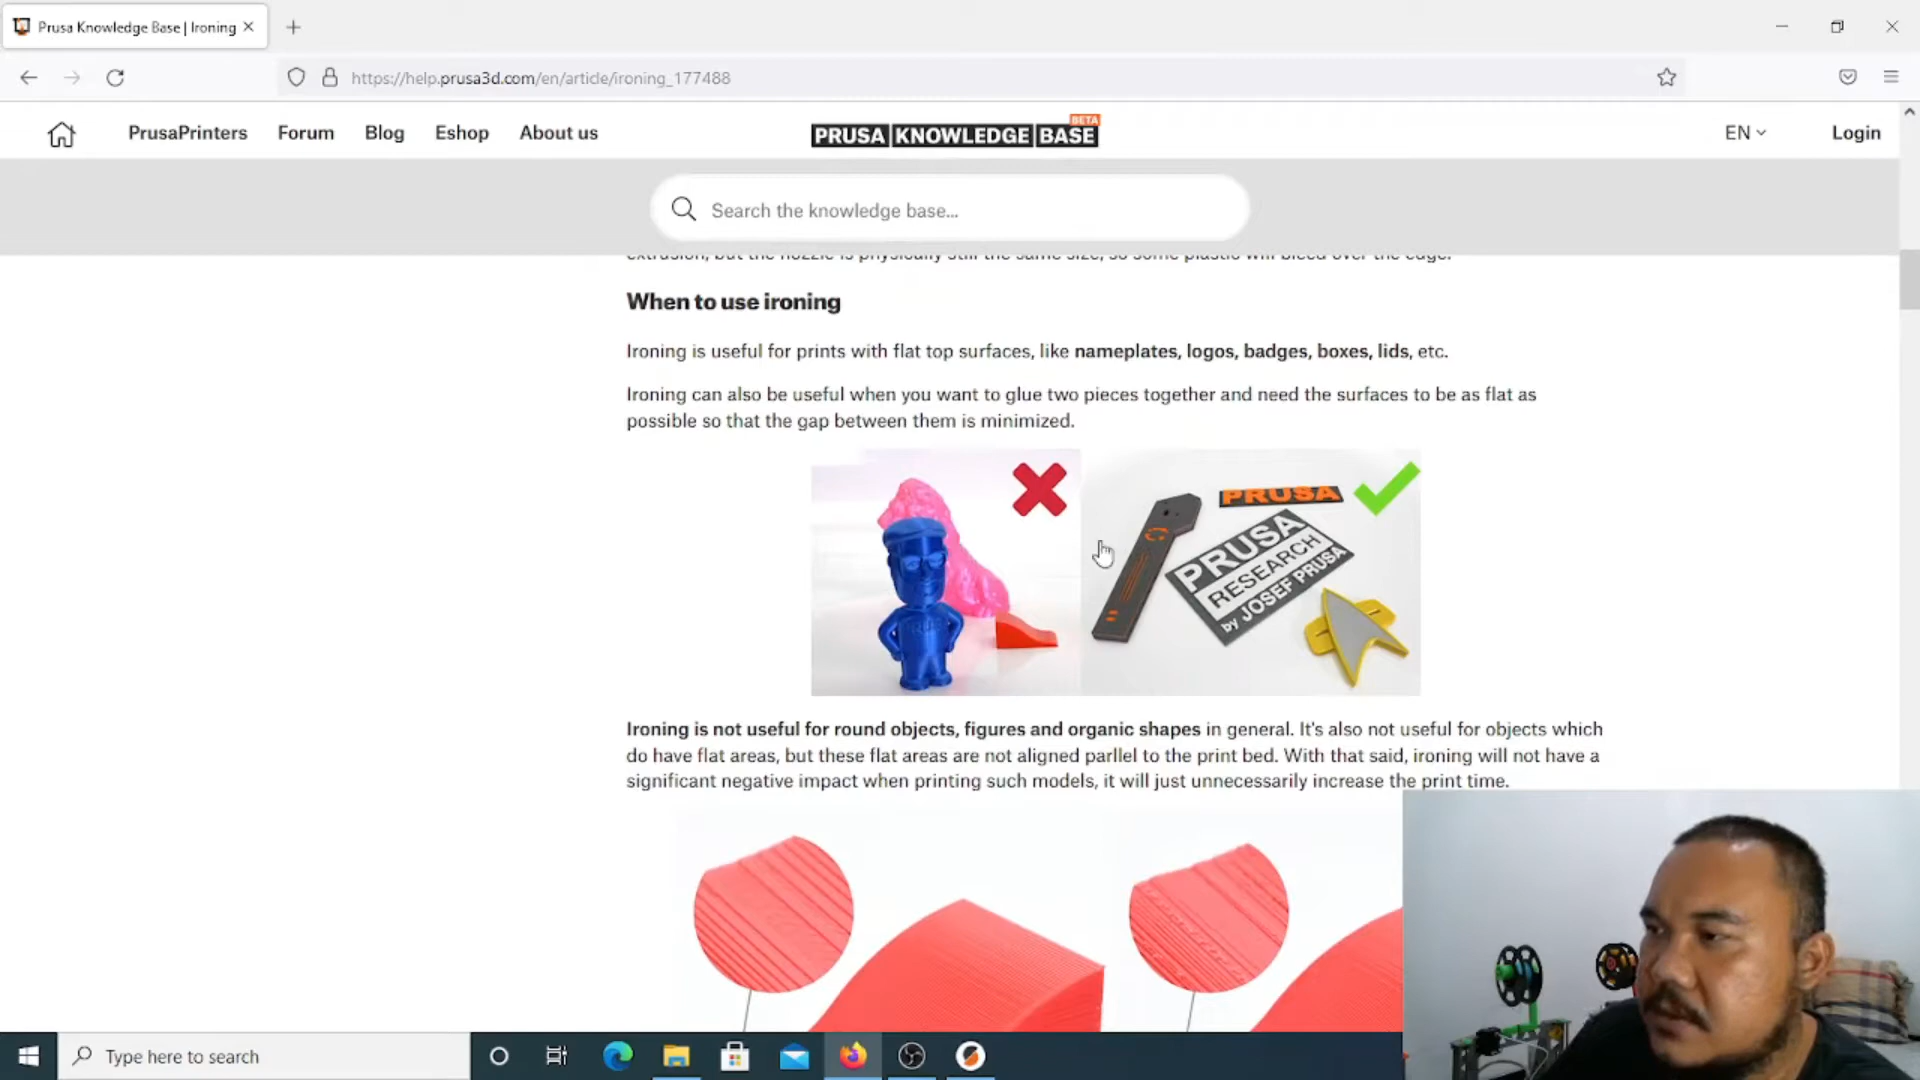 Prusa Knowledge Base | Ironing
https://help.prusa3d.com/en/article/ironing_177488
PrusaPrinters Forum Blog Eshop About us
PRUSA KNOWLEDGE BASE
BETA
EN
Login
Search the knowledge base...
extrusion, but the nozzle is physically still the same size, so some plastic will bleed over the edge.
When to use ironing
Ironing is useful for prints with flat top surfaces, like nameplates, logos, badges, boxes, lids, etc.
Ironing can also be useful when you want to glue two pieces together and need the surfaces to be as flat as
possible so that the gap between them is minimized.
PRUSA
PRUSA
RESEARCH
by JOSEF PRUSA
Ironing is not useful for round objects, figures and organic shapes in general. It's also not useful for objects which
do have flat areas, but these flat areas are not aligned parllel to the print bed. With that said, ironing will not have a
significant negative impact when printing such models, it will just unnecessarily increase the print time.
Type here to search